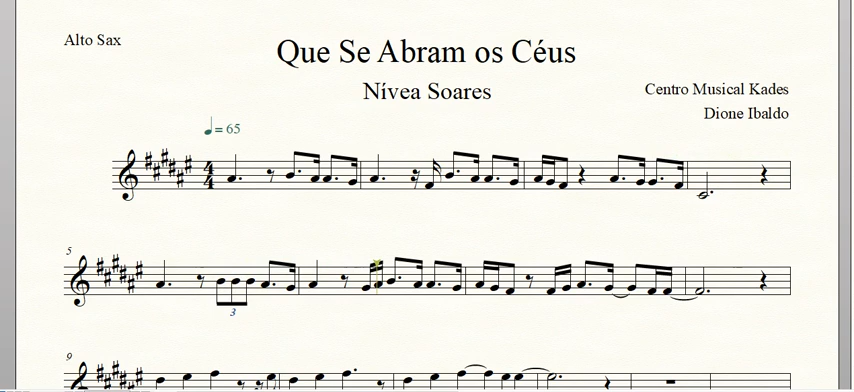 Alto Sax
Que Se Abram os Céus
Nívea Soares
Centro Musical Kades
Dione Ibaldo
= 65
4
4
5
3
9